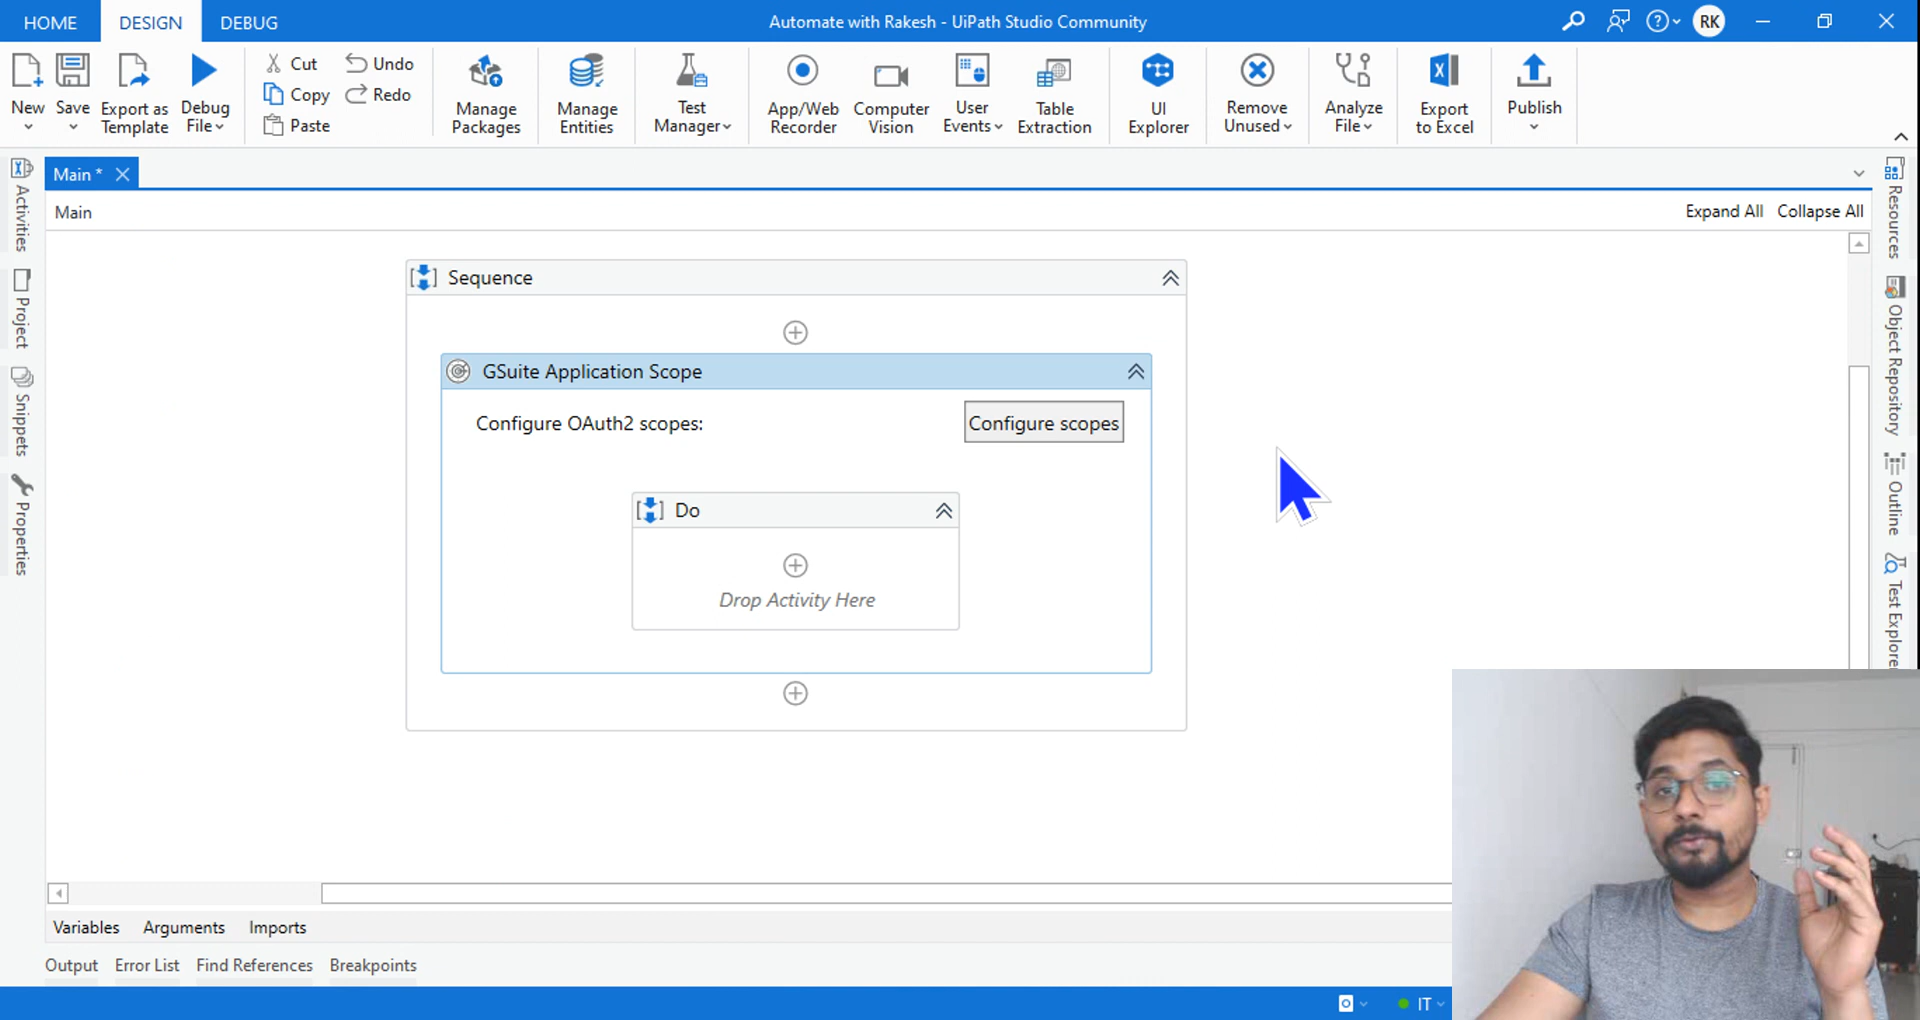 HOME DESIGN DEBUG Automate with Rakesh - UiPath Studio Community RK
New
Save
Export as
Template
Debug
File
Cut
Copy
Paste
Undo
Redo
Manage
Packages
Manage
Entities
Test
Manager
App/Web
Recorder
Computer
Vision
User
Events
Table
Extraction
UI
Explorer
Remove
Unused
Analyze
File
Export
to Excel
Publish
Main *
Main Expand All Collapse All
Activities
Project
Snippets
Properties
Sequence
GSuite Application Scope
Configure OAuth2 scopes: Configure scopes
Do
Drop Activity Here
Resources
Object Repository
Outline
Test Explorer
Variables Arguments Imports
Output Error List Find References Breakpoints
IT